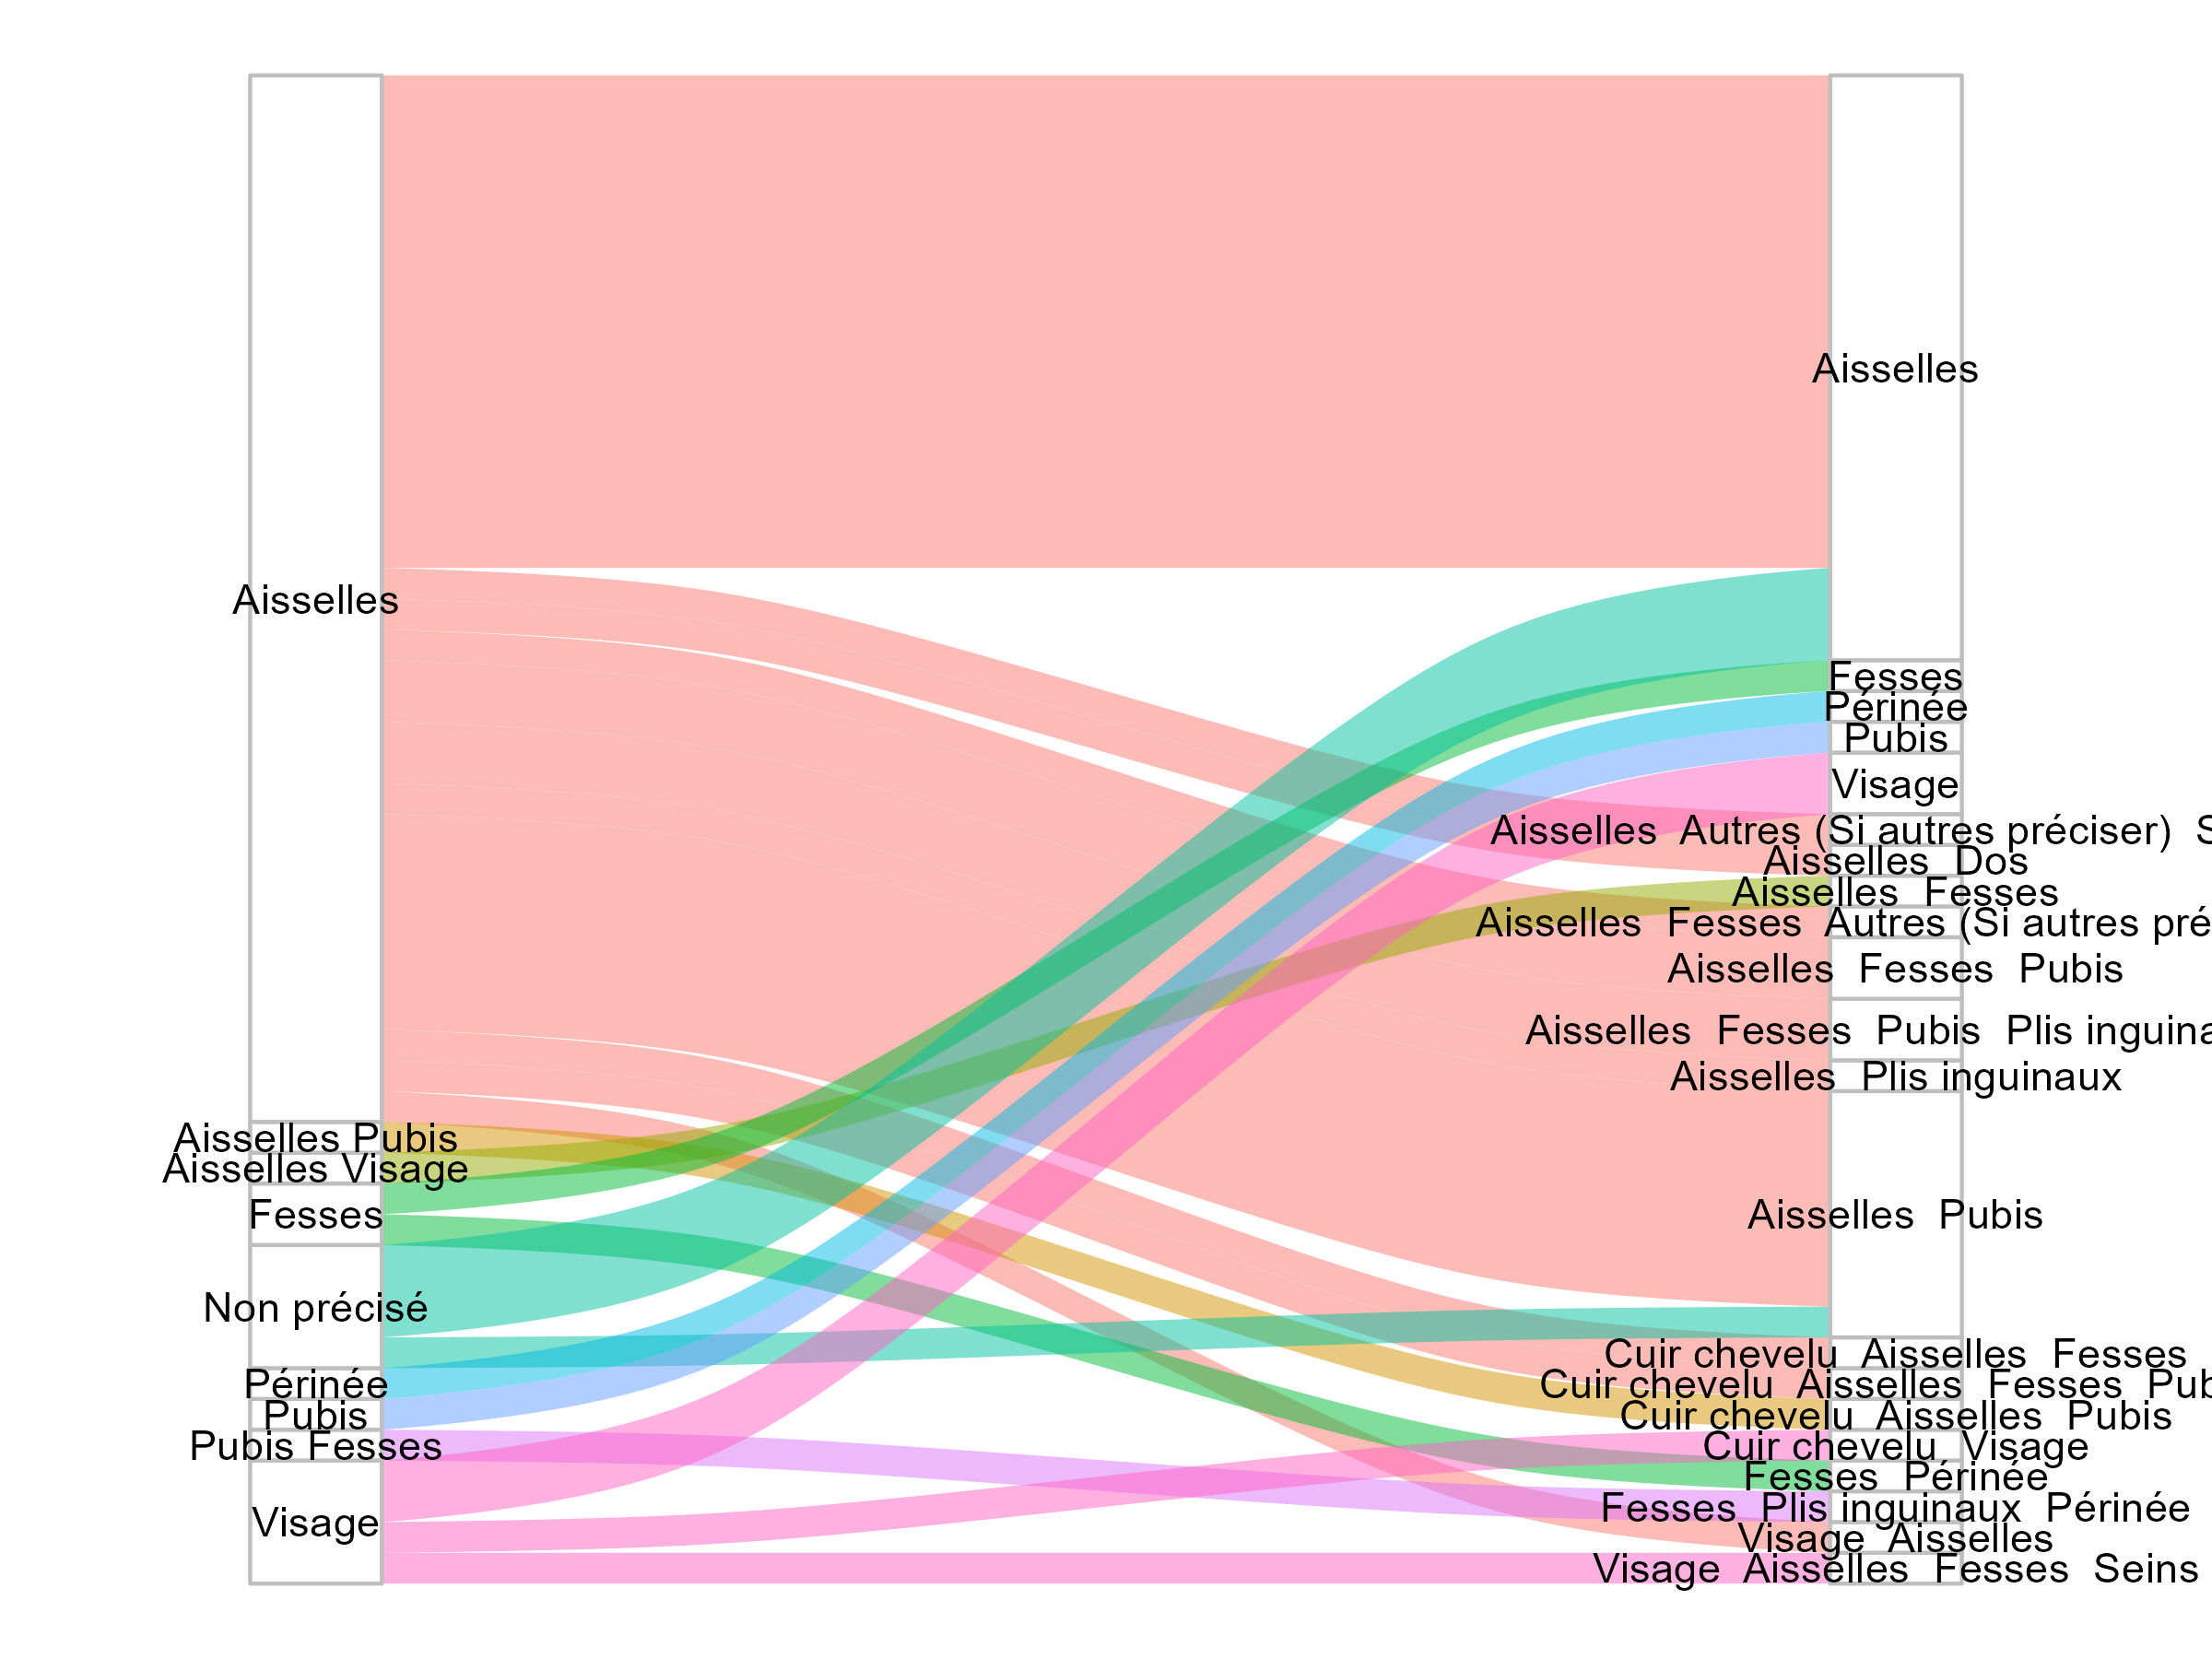 Aisselles
Aisselles Pubis
Aisselles Visage
Fesses
Non précisé
Périnée
Pubis
Pubis Fesses
Visage
Aisselles
Fesses
Périnée
Pubis
Visage
Aisselles  Autres (Si autres préciser)  S
Aisselles  Dos
Aisselles  Fesses
Aisselles  Fesses  Autres (Si autres pré
Aisselles  Fesses  Pubis
Aisselles  Fesses  Pubis  Plis inguina
Aisselles  Plis inguinaux
Aisselles  Pubis
Cuir chevelu  Aisselles  Fesses
Cuir chevelu  Aisselles  Fesses  Pub
Cuir chevelu  Aisselles  Pubis
Cuir chevelu  Visage
Fesses  Périnée
Fesses  Plis inguinaux  Périnée
Visage  Aisselles
Visage  Aisselles  Fesses  Seins